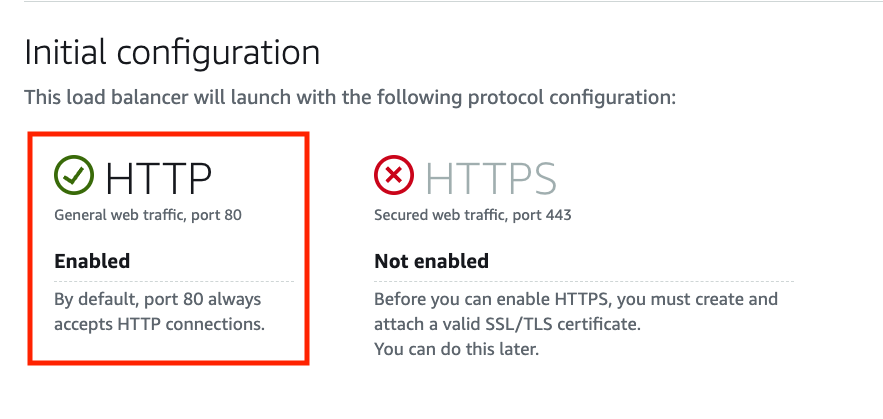 Initial configuration
This load balancer will launch with the following protocol configuration:
HTTP
General web traffic, port 80
Enabled
By default, port 80 always
accepts HTTP connections.
HTTPS
Secured web traffic, port 443
Not enabled
Before you can enable HTTPS, you must create and
attach a valid SSL/TLS certificate.
You can do this later.